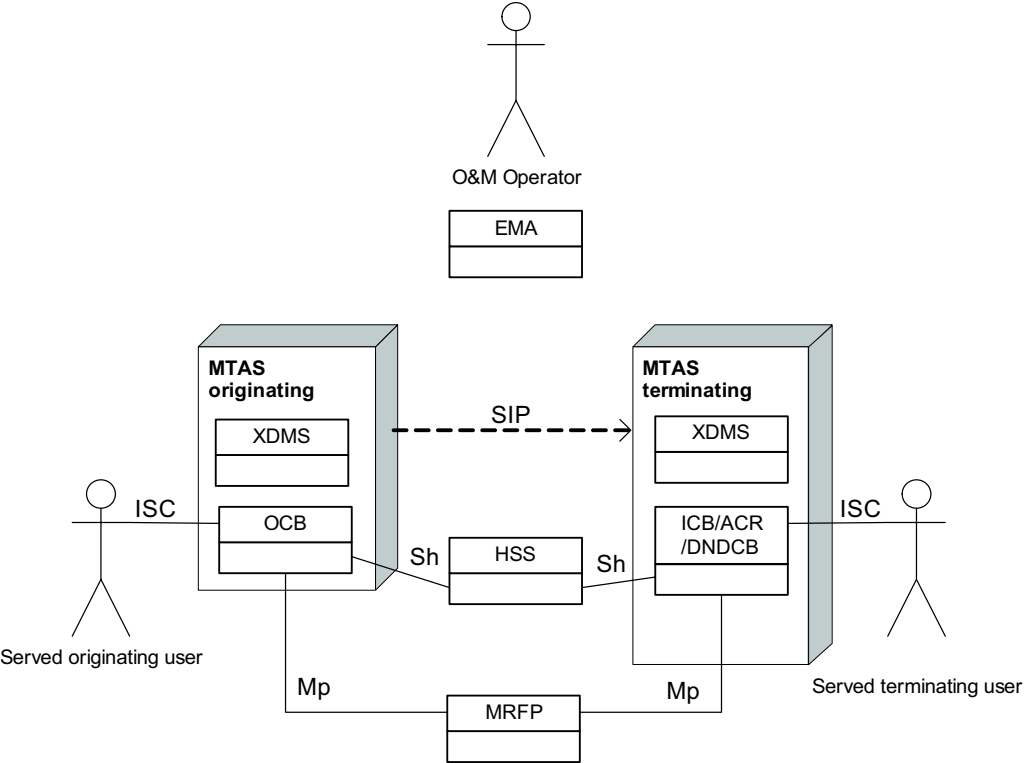 O&M Operator
EMA
MTAS
originating
MTAS
terminating
SIP
XDMS
XDMS
ISC
OCB
ICB/ACR
/DNDCB
ISC
Sh
HSS
Sh
Served originating user
Served terminating user
Mp
MRFP
Mp